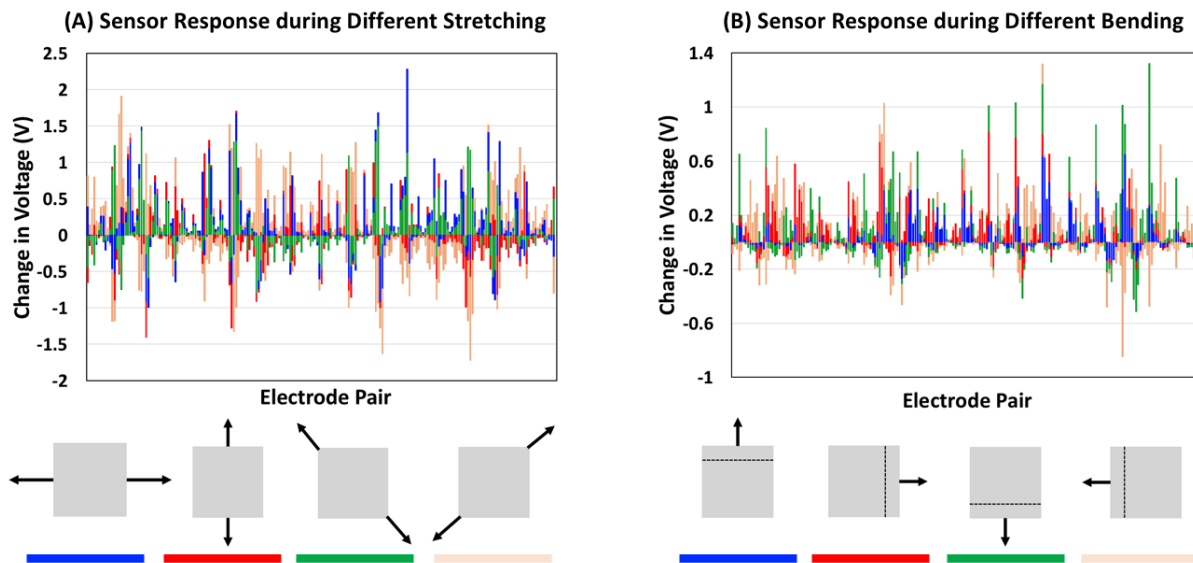 (A) Sensor Response during Different Stretching
2.5
2
1.5
1
0.5
0
-0.5
-1
-1.5
-2
Change in Voltage (V)
Electrode Pair
(B) Sensor Response during Different Bending
1.4
1
0.6
0.2
-0.2
-0.6
-1
Change in Voltage (V)
Electrode Pair